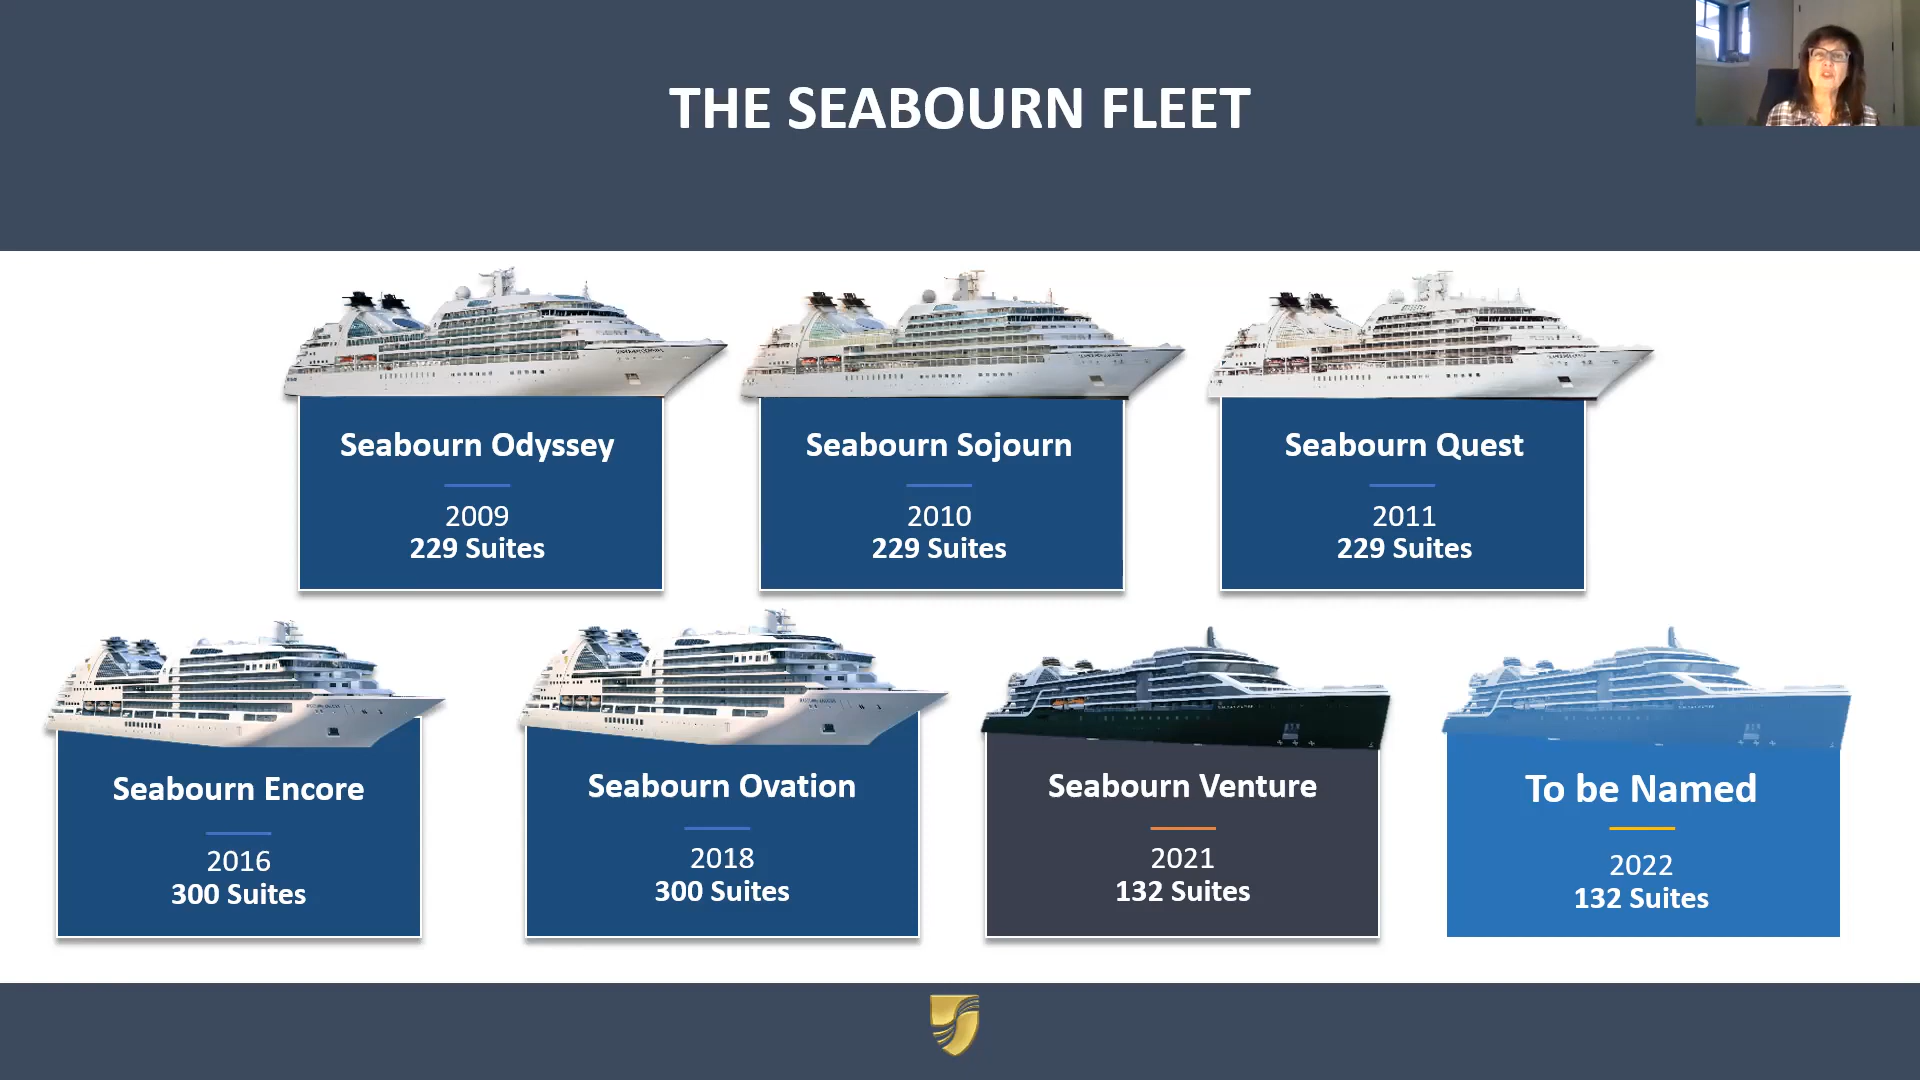 THE SEABOURN FLEET
Seabourn Odyssey
2009
229 Suites
Seabourn Sojourn
2010
229 Suites
Seabourn Quest
2011
229 Suites
Seabourn Encore
2016
300 Suites
Seabourn Ovation
2018
300 Suites
Seabourn Venture
2021
132 Suites
To be Named
2022
132 Suites